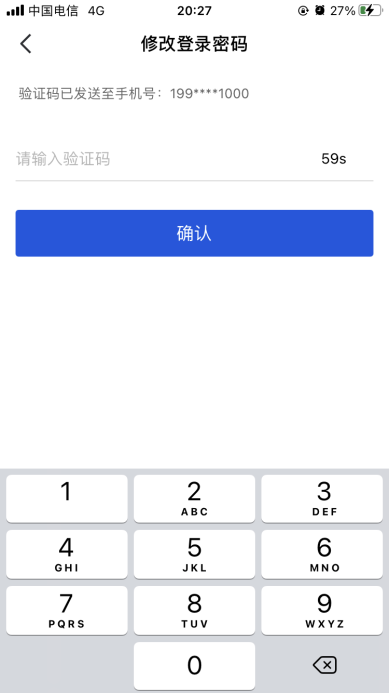 中国电信 4G 20:27 27%
修改登录密码
验证码已发送至手机号：199****1000
请输入验证码 59s
确认
1 2 3
ABC DEF
4 5 6
GHI JKL MNO
7 8 9
PQRS TUV WXYZ
0